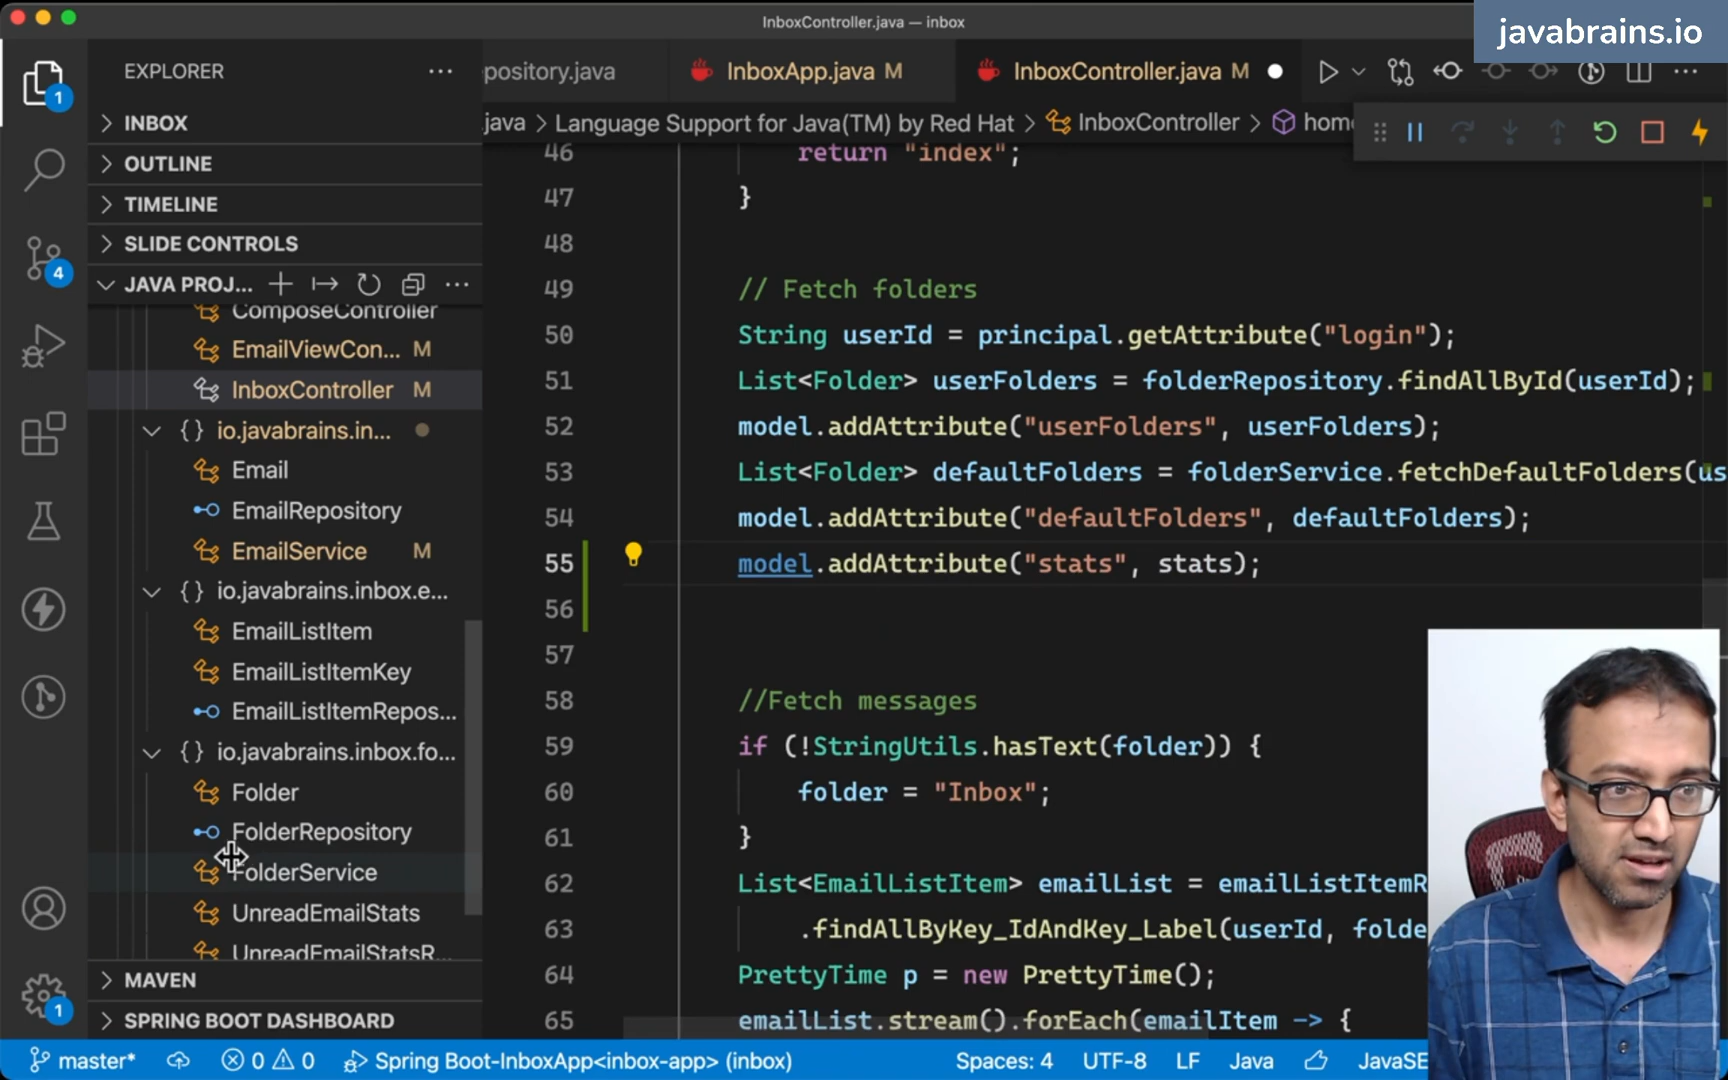 InboxController.java — inbox
javabrains.io
EXPLORER
1
INBOX
OUTLINE
TIMELINE
SLIDE CONTROLS
4
JAVA PROJ...
ComposeController
EmailViewCon... M
InboxController M
{} io.javabrains.in...
Email
EmailRepository
EmailService M
{} io.javabrains.inbox.e...
EmailListItem
EmailListItemKey
EmailListItemRepos...
{} io.javabrains.inbox.fo...
Folder
FolderRepository
FolderService
UnreadEmailStats
UnreadEmailStatsR...
MAVEN
1
SPRING BOOT DASHBOARD
pository.java InboxApp.java M InboxController.java M
java > Language Support for Java(TM) by Red Hat > InboxController > home
46 return "index";
47 }
48
49 // Fetch folders
50 String userId = principal.getAttribute("login");
51 List<Folder> userFolders = folderRepository.findAllById(userId);
52 model.addAttribute("userFolders", userFolders);
53 List<Folder> defaultFolders = folderService.fetchDefaultFolders(us
54 model.addAttribute("defaultFolders", defaultFolders);
55 model.addAttribute("stats", stats);
56
57
58 //Fetch messages
59 if (!StringUtils.hasText(folder)) {
60 folder = "Inbox";
61 }
62 List<EmailListItem> emailList = emailListItemR
63 .findAllByKey_IdAndKey_Label(userId, folde
64 PrettyTime p = new PrettyTime();
65 emailList.stream().forEach(emailItem -> {
master* 0 0 Spring Boot-InboxApp<inbox-app> (inbox) Spaces: 4 UTF-8 LF Java JavaSE